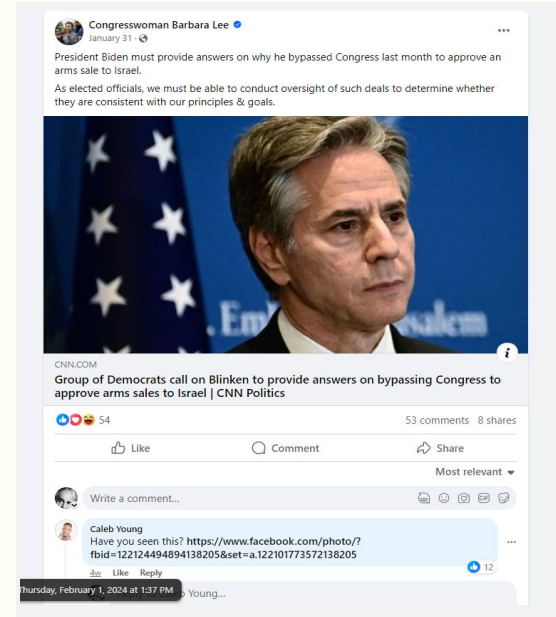 Congresswoman Barbara Lee
January 31 ·
President Biden must provide answers on why he bypassed Congress last month to approve an
arms sale to Israel.
As elected officials, we must be able to conduct oversight of such deals to determine whether
they are consistent with our principles & goals.
Em
usalem
i
CNN.COM
Group of Democrats call on Blinken to provide answers on bypassing Congress to
approve arms sales to Israel | CNN Politics
54
53 comments 8 shares
Like Comment Share
Most relevant
Write a comment...
GIF
Caleb Young
Have you seen this? https://www.facebook.com/photo/?
fbid=122124494894138205&set=a.122101773572138205
12
4w Like Reply
Thursday, February 1, 2024 at 1:37 PM
Young...